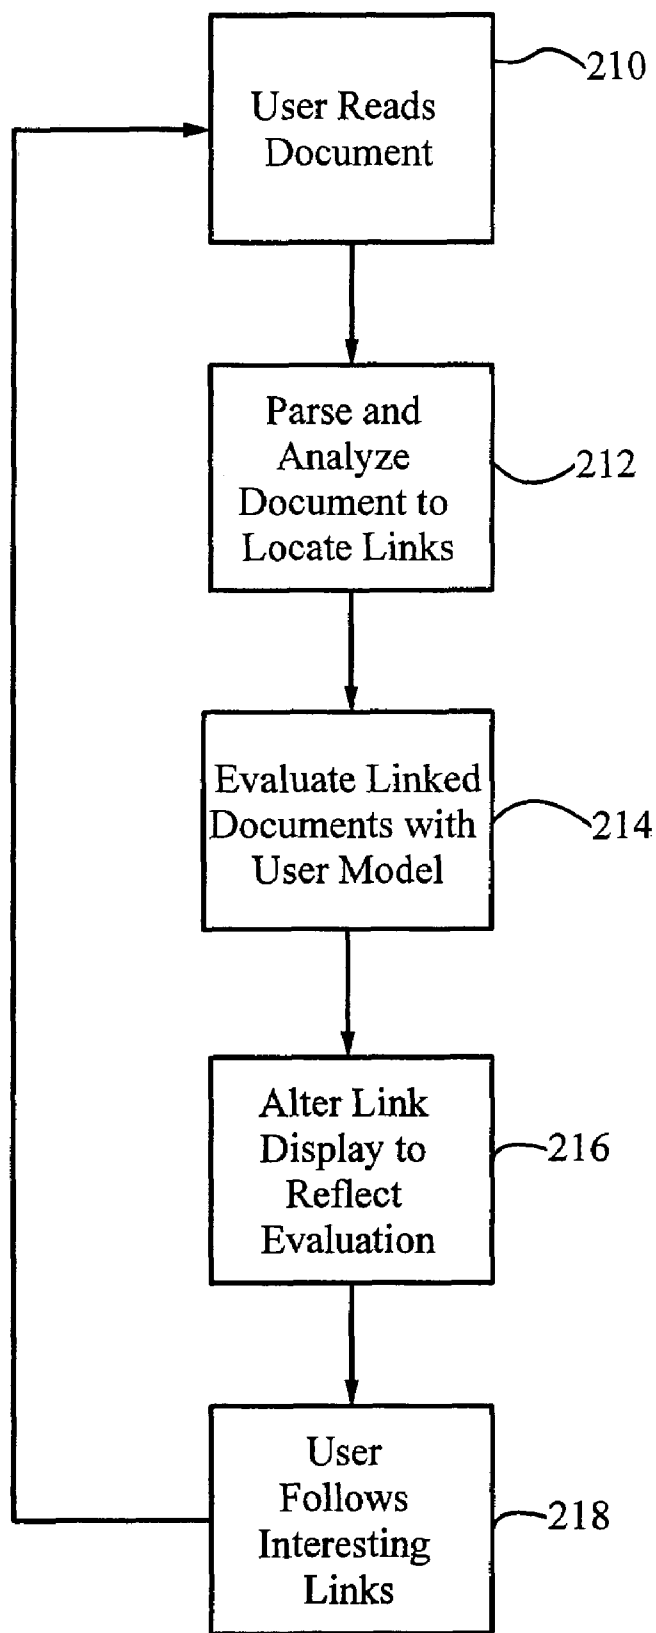 User Reads
Document
210
Parse and
Analyze
Document to
Locate Links
212
Evaluate Linked
Documents with
User Model
214
Alter Link
Display to
Reflect
Evaluation
216
User
Follows
Interesting
Links
218